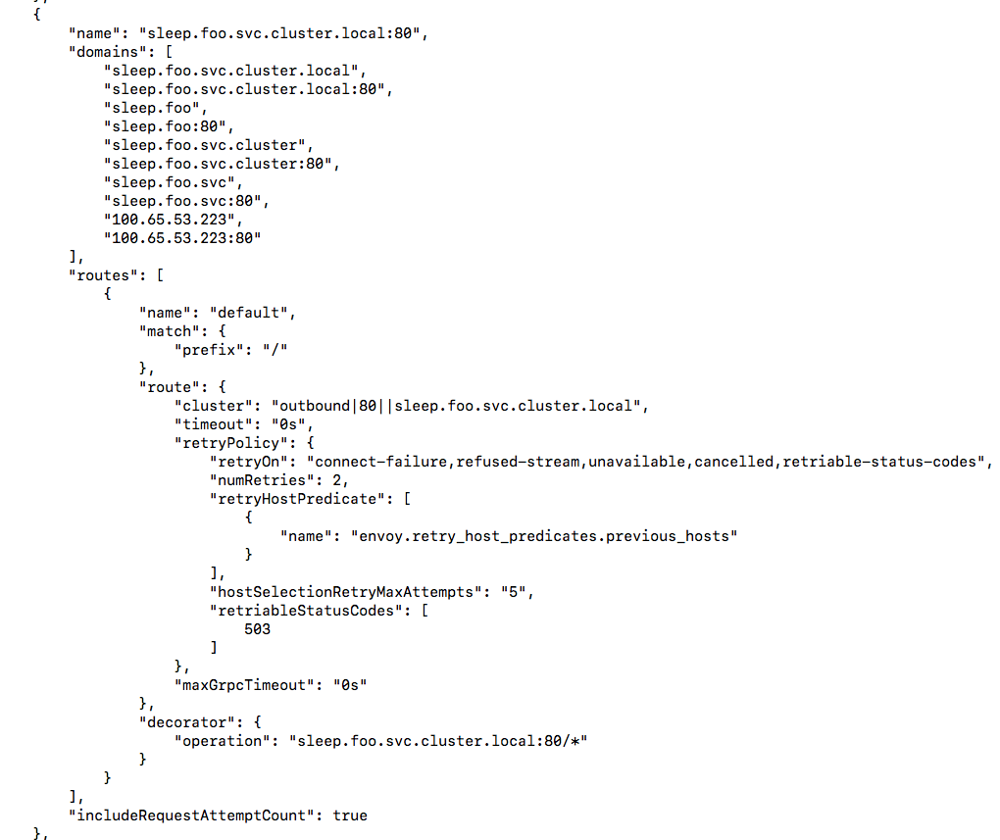 {
"name": "sleep.foo.svc.cluster.local:80",
"domains": [
"sleep.foo.svc.cluster.local",
"sleep.foo.svc.cluster.local:80",
"sleep.foo",
"sleep.foo:80",
"sleep.foo.svc.cluster",
"sleep.foo.svc.cluster:80",
"sleep.foo.svc",
"sleep.foo.svc:80",
"100.65.53.223",
"100.65.53.223:80"
],
"routes": [
{
"name": "default",
"match": {
"prefix": "/"
},
"route": {
"cluster": "outbound|80||sleep.foo.svc.cluster.local",
"timeout": "0s",
"retryPolicy": {
"retryOn": "connect-failure,refused-stream,unavailable,cancelled,retriable-status-codes",
"numRetries": 2,
"retryHostPredicate": [
{
"name": "envoy.retry_host_predicates.previous_hosts"
}
],
"hostSelectionRetryMaxAttempts": "5",
"retriableStatusCodes": [
503
]
},
"maxGrpcTimeout": "0s"
},
"decorator": {
"operation": "sleep.foo.svc.cluster.local:80/*"
}
}
],
"includeRequestAttemptCount": true
},